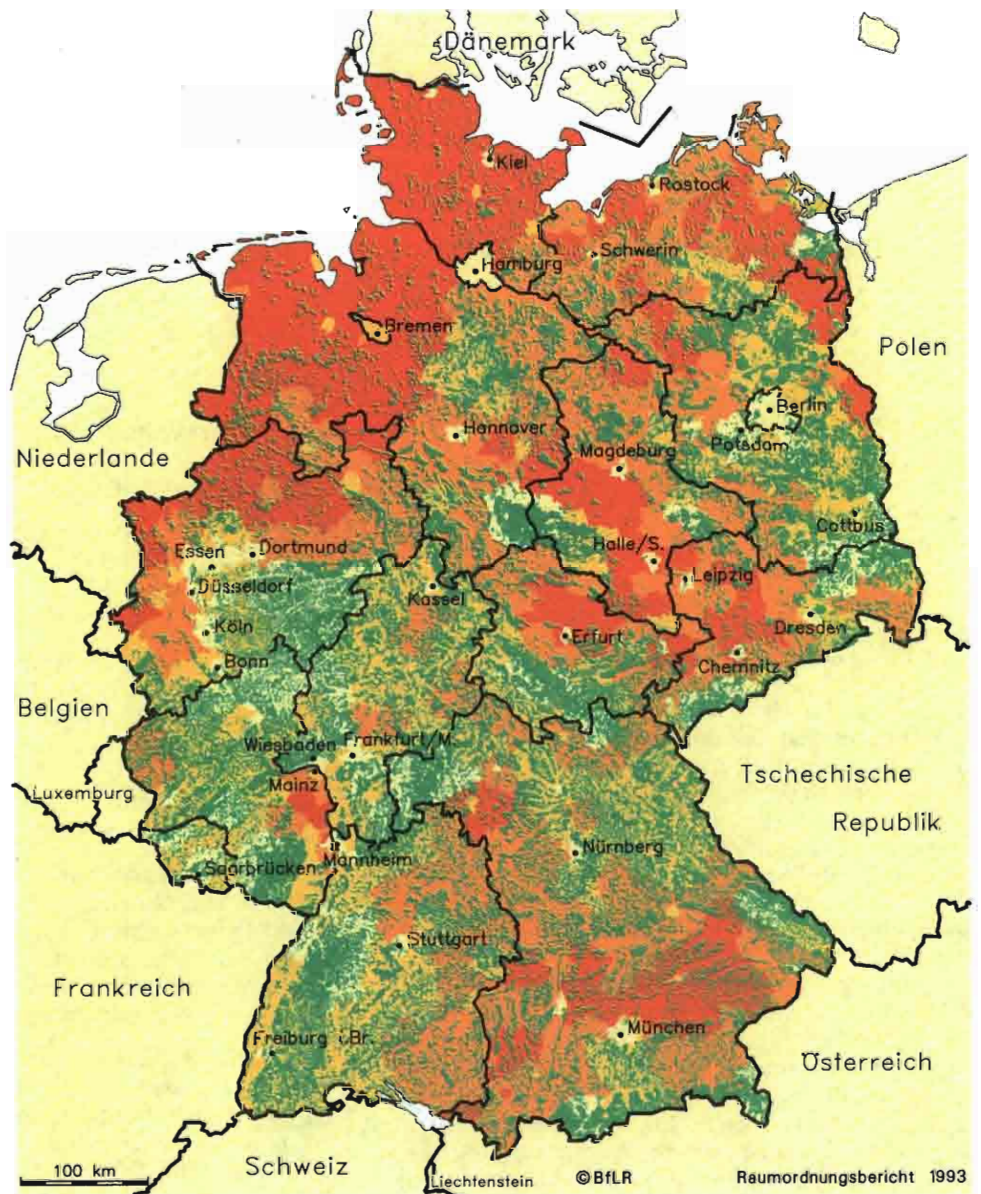 Dänemark
Kiel
Rostock
Schwerin
Hamburg
Bremen
Polen
Berlin
Niederlande
Hannover
Potsdam
Magdeburg
Cottbus
Essen
Dortmund
Halle/S.
Leipzig
Düsseldorf
Kassel
Köln
Erfurt
Dresden
Bonn
Chemnitz
Belgien
Wiesbaden
Frankfurt/M.
Tschechische
Republik
Mainz
Luxemburg
Mannheim
Nürnberg
Saarbrücken
Stuttgart
Frankreich
München
Freiburg i.Br.
Österreich
100 km
Schweiz
Liechtenstein
©BfLR
Raumordnungsbericht 1993